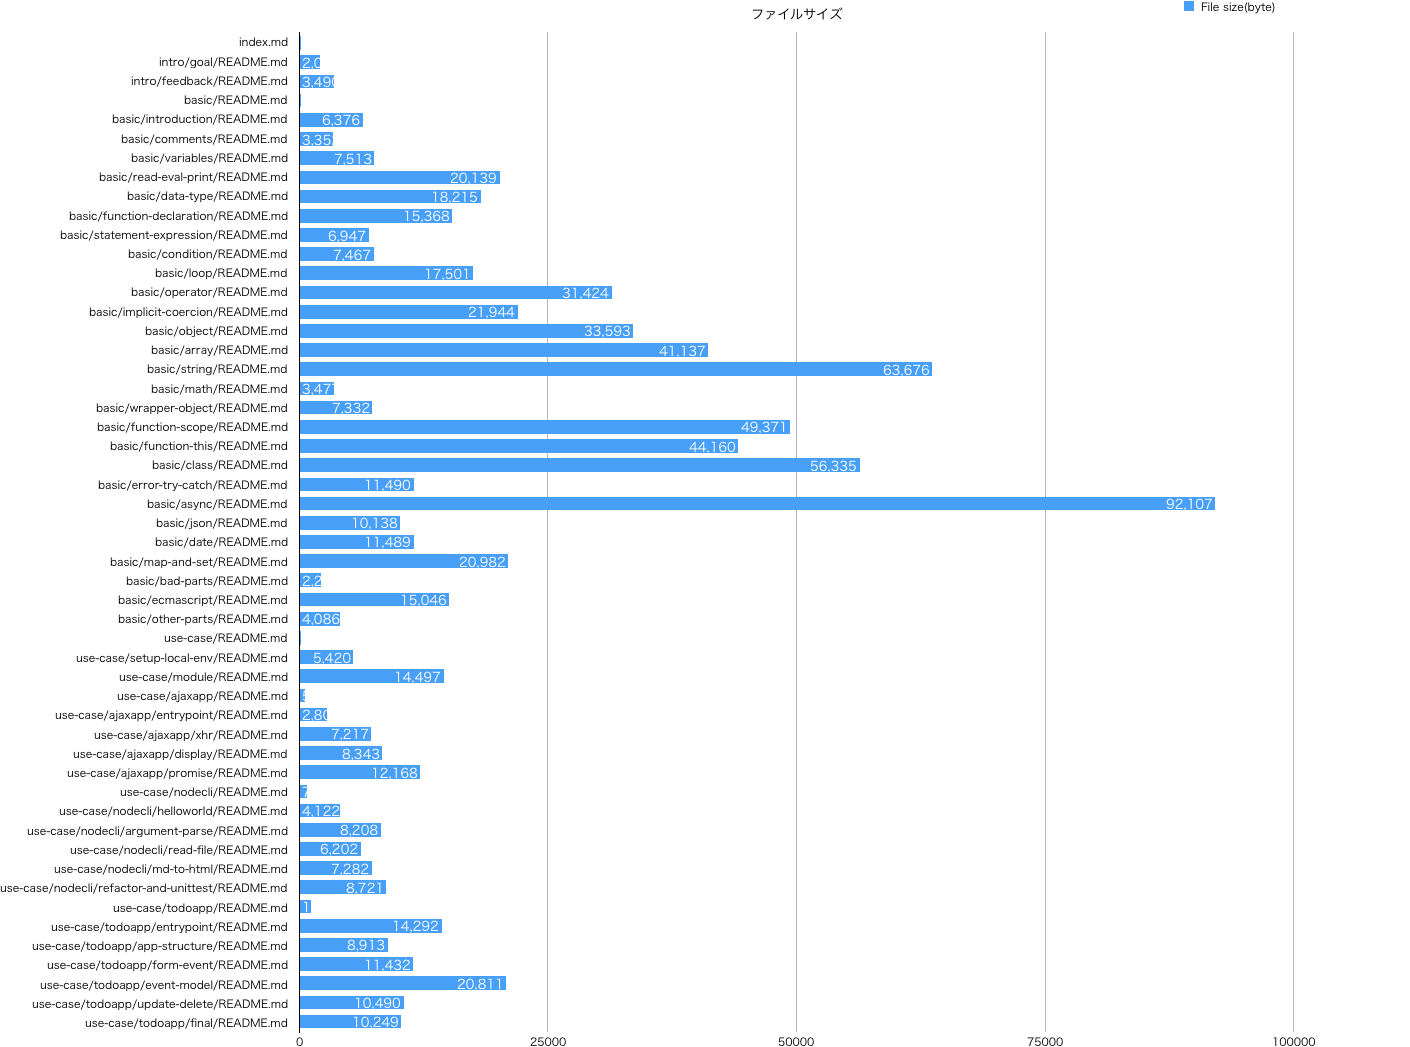 ファイルサイズ
File size(byte)
index.md
intro/goal/README.md
intro/feedback/README.md
basic/README.md
basic/introduction/README.md 6,376
basic/comments/README.md
basic/variables/README.md 7,513
basic/read-eval-print/README.md 20,139
basic/data-type/README.md 18,215
basic/function-declaration/README.md 15,368
basic/statement-expression/README.md 6,947
basic/condition/README.md 7,467
basic/loop/README.md 17,501
basic/operator/README.md 31,424
basic/implicit-coercion/README.md 21,944
basic/object/README.md 33,593
basic/array/README.md 41,137
basic/string/README.md 63,676
basic/math/README.md
basic/wrapper-object/README.md 7,332
basic/function-scope/README.md 49,371
basic/function-this/README.md 44,160
basic/class/README.md 56,335
basic/error-try-catch/README.md 11,490
basic/async/README.md 92,107
basic/json/README.md 10,138
basic/date/README.md 11,489
basic/map-and-set/README.md 20,982
basic/bad-parts/README.md
basic/ecmascript/README.md 15,046
basic/other-parts/README.md 4,086
use-case/README.md
use-case/setup-local-env/README.md 5,420
use-case/module/README.md 14,497
use-case/ajaxapp/README.md
use-case/ajaxapp/entrypoint/README.md
use-case/ajaxapp/xhr/README.md 7,217
use-case/ajaxapp/display/README.md 8,343
use-case/ajaxapp/promise/README.md 12,168
use-case/nodecli/README.md
use-case/nodecli/helloworld/README.md 4,122
use-case/nodecli/argument-parse/README.md 8,208
use-case/nodecli/read-file/README.md 6,202
use-case/nodecli/md-to-html/README.md 7,282
use-case/nodecli/refactor-and-unittest/README.md 8,721
use-case/todoapp/README.md
use-case/todoapp/entrypoint/README.md 14,292
use-case/todoapp/app-structure/README.md 8,913
use-case/todoapp/form-event/README.md 11,432
use-case/todoapp/event-model/README.md 20,811
use-case/todoapp/update-delete/README.md 10,490
use-case/todoapp/final/README.md 10,249
0 25000 50000 75000 100000